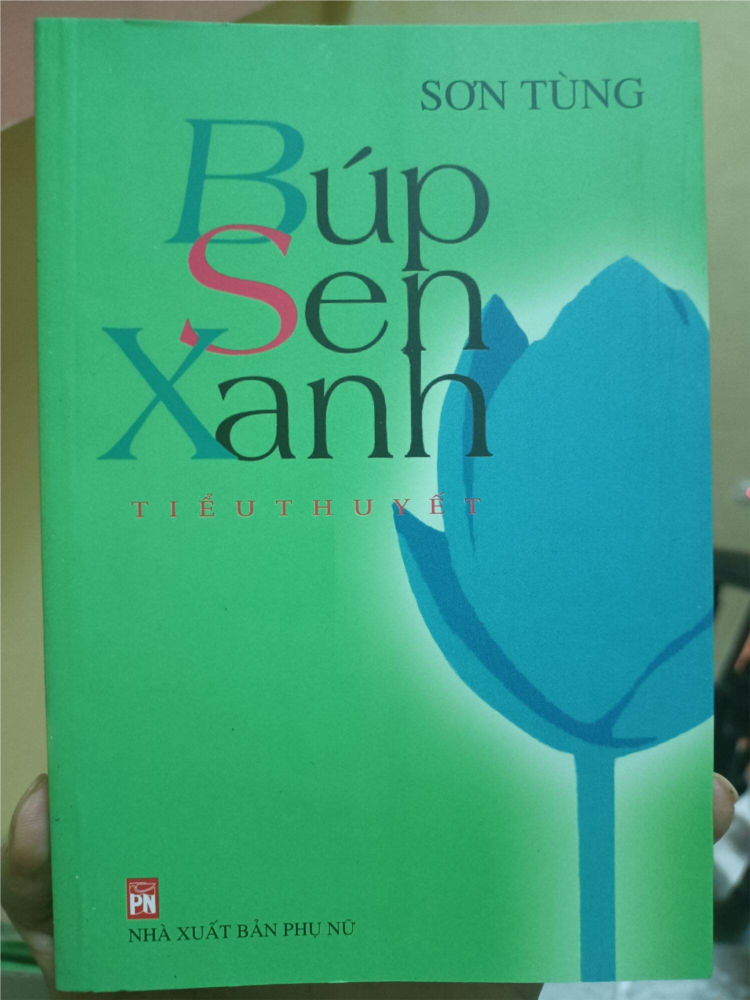 SƠN TÙNG
Búp
Sen
Xanh
TIỂU THUYẾT
PN
NHÀ XUẤT BẢN PHỤ NỮ